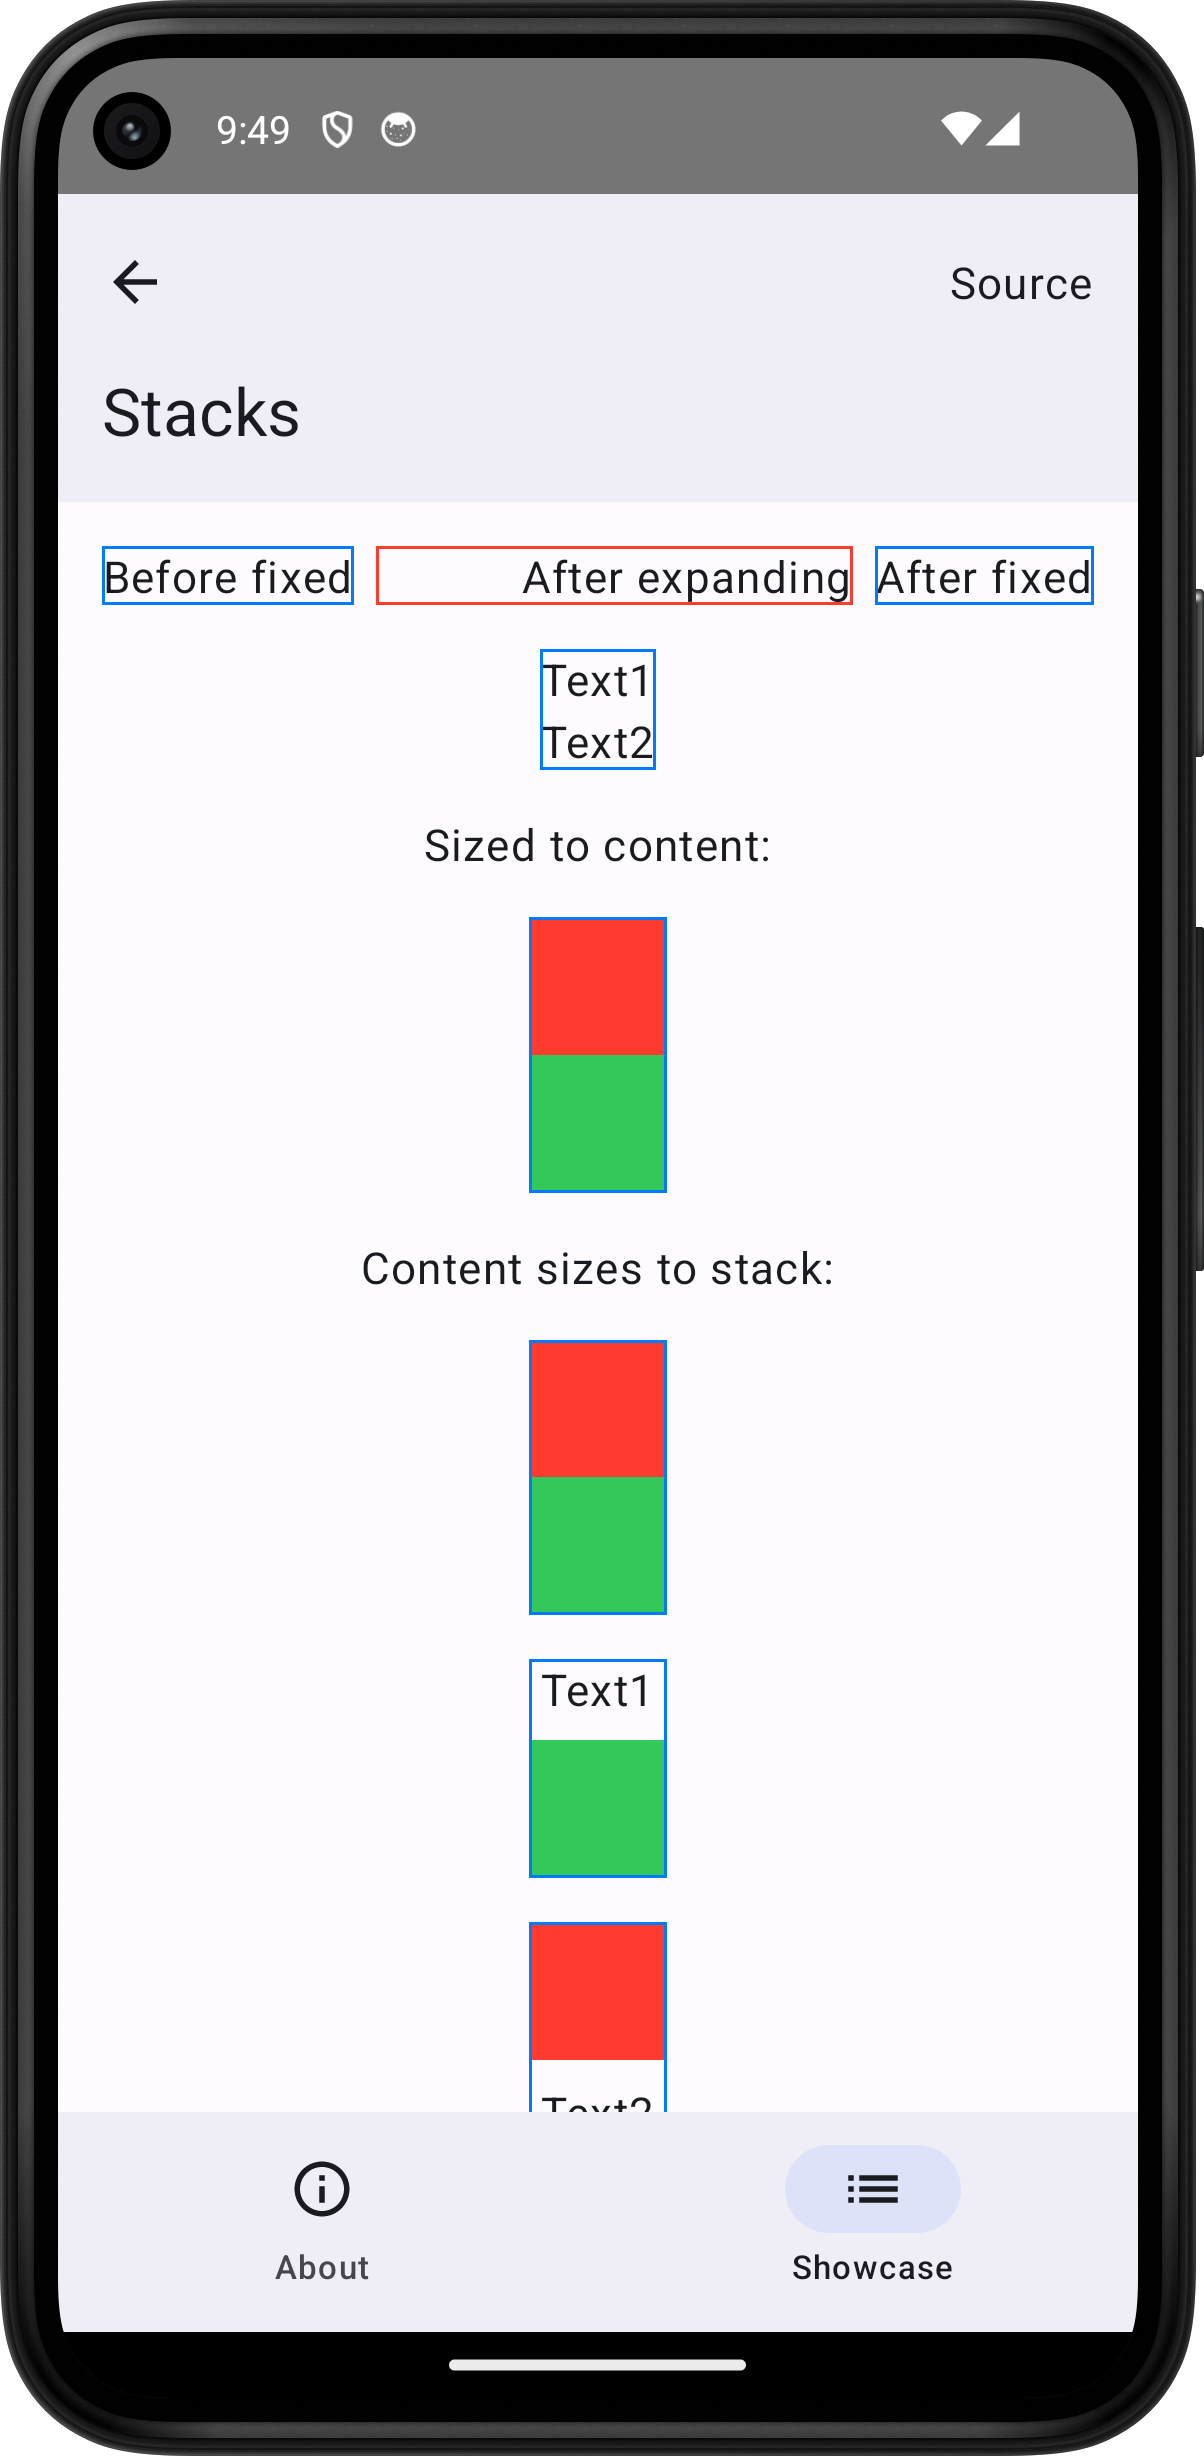 9:49
Source
Stacks
Before fixed After expanding After fixed
Text1
Text2
Sized to content:
Content sizes to stack:
Text1
Text2
About Showcase